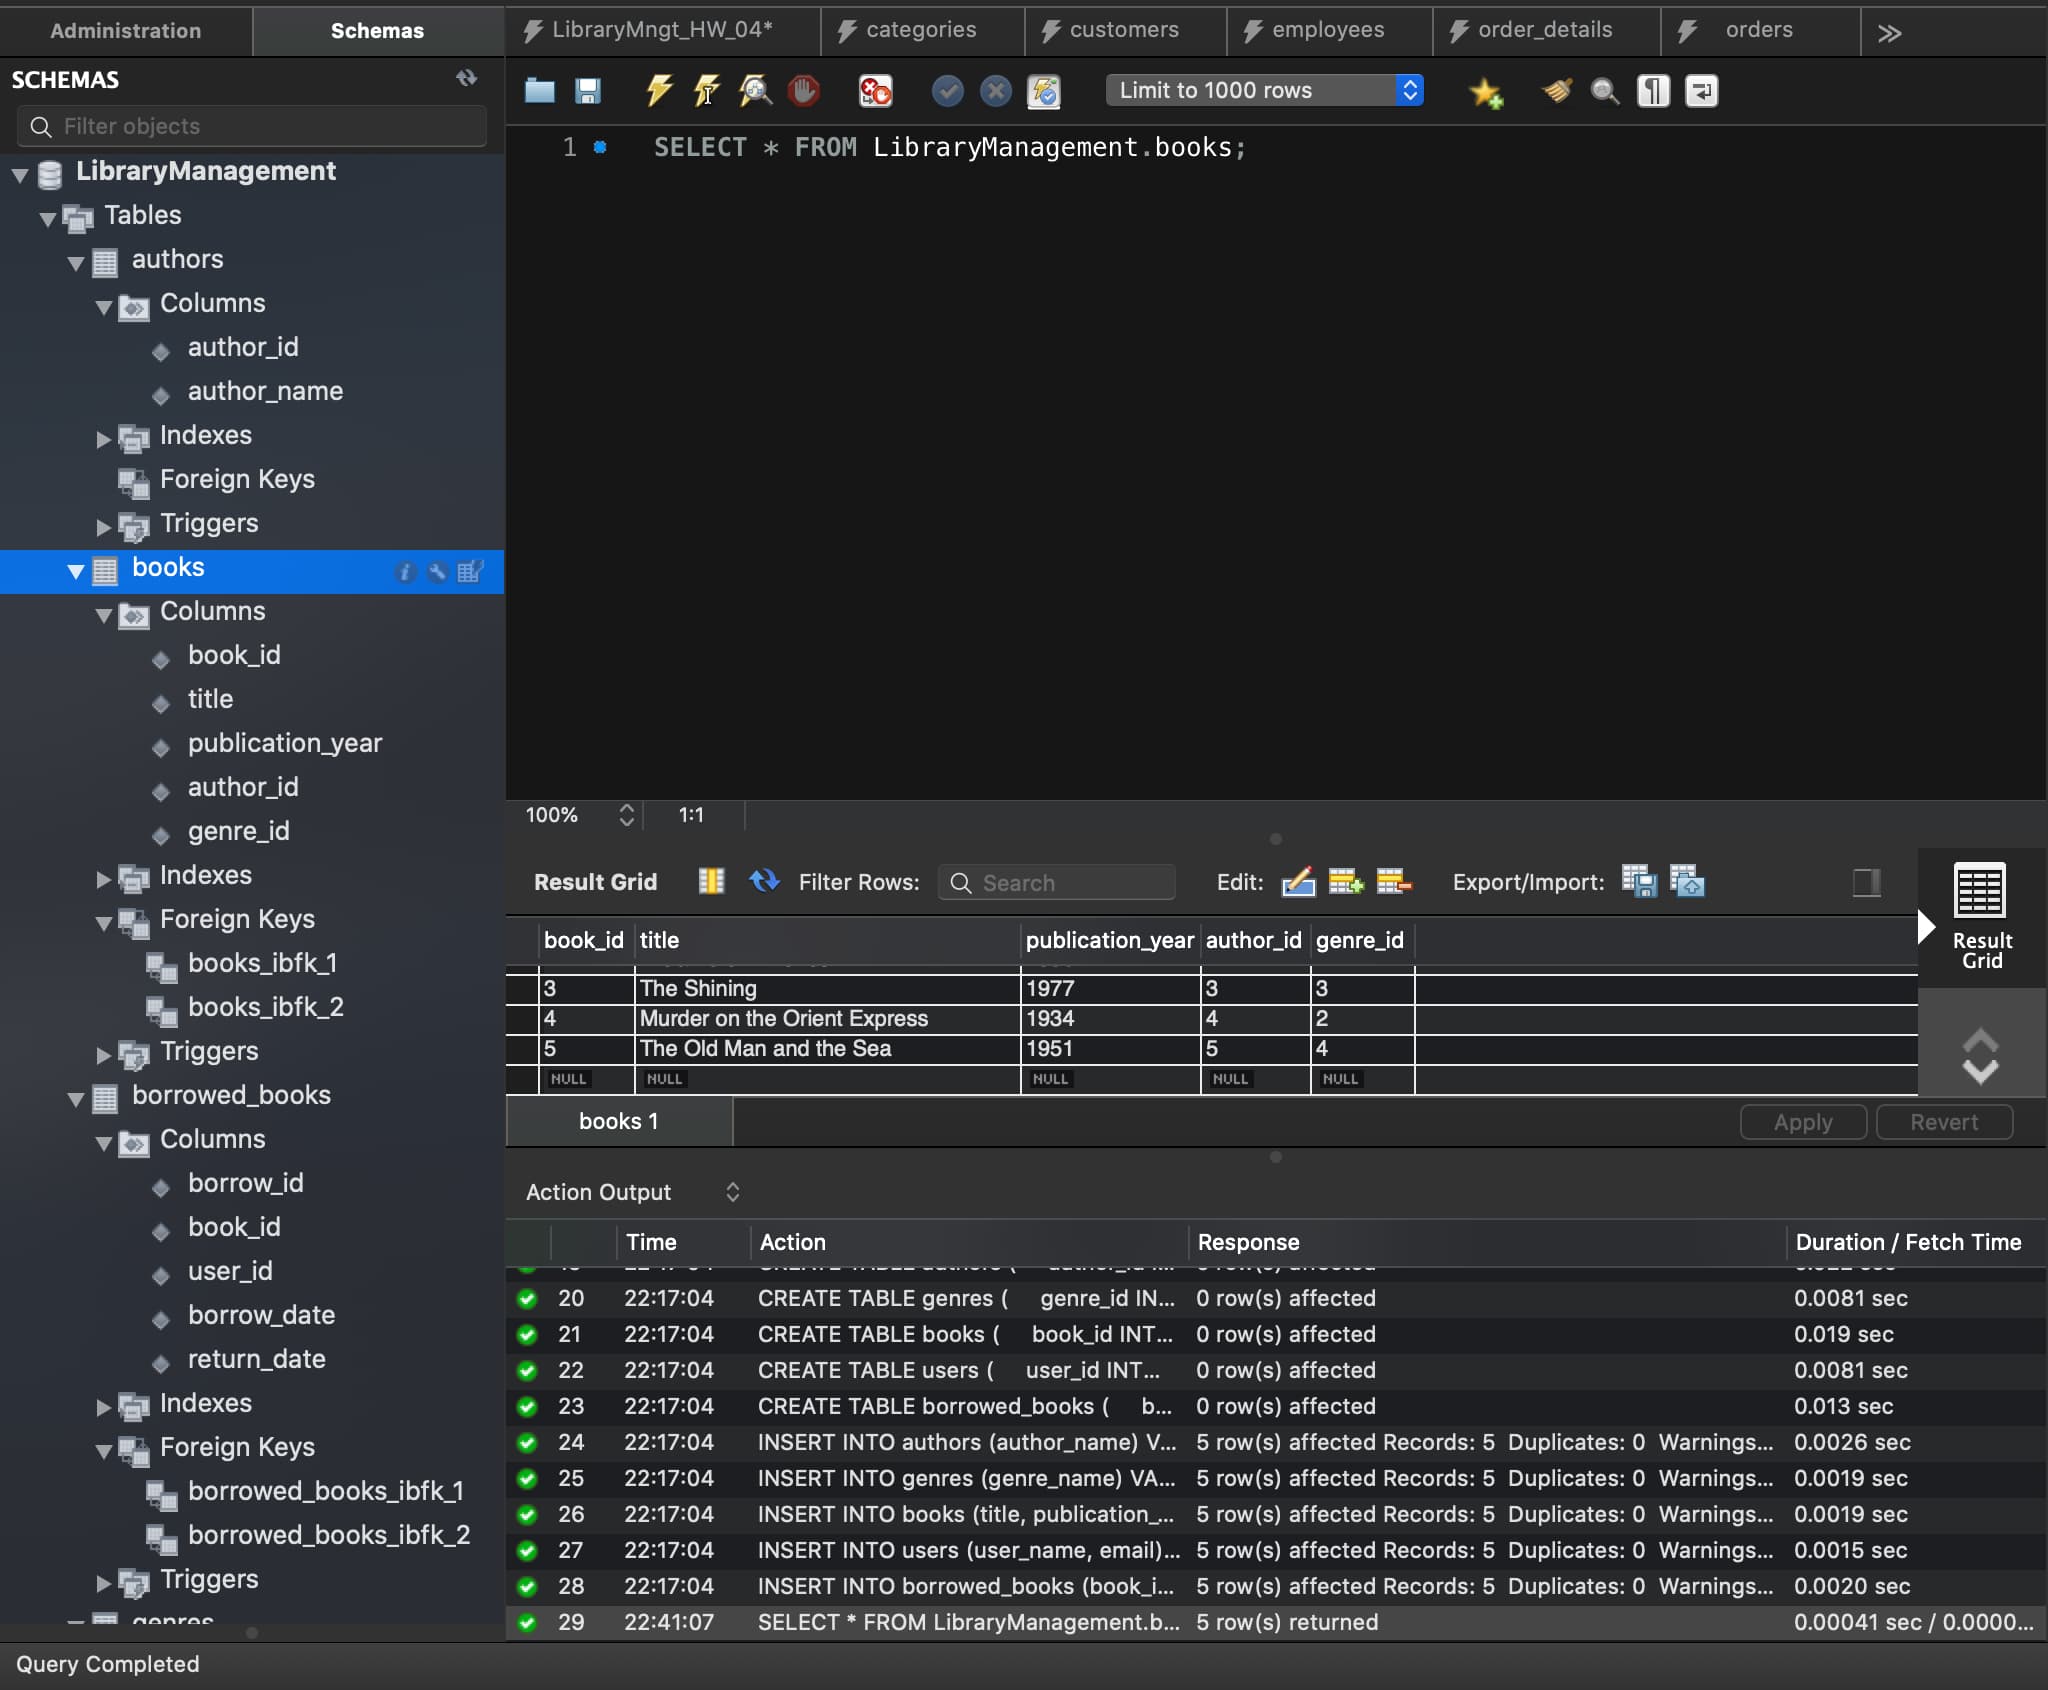 Administration
Schemas
SCHEMAS
Filter objects
LibraryManagement
Tables
authors
Columns
author_id
author_name
Indexes
Foreign Keys
Triggers
books
Columns
book_id
title
publication_year
author_id
genre_id
Indexes
Foreign Keys
books_ibfk_1
books_ibfk_2
Triggers
borrowed_books
Columns
borrow_id
book_id
user_id
borrow_date
return_date
Indexes
Foreign Keys
borrowed_books_ibfk_1
borrowed_books_ibfk_2
Triggers
genres
LibraryMngt_HW_04* categories customers employees order_details orders
Limit to 1000 rows
1 SELECT * FROM LibraryManagement.books;
100% 1:1
Result Grid Filter Rows: Search Edit: Export/Import:
Result
Grid
book_id title publication_year author_id genre_id
3 The Shining 1977 3 3
4 Murder on the Orient Express 1934 4 2
5 The Old Man and the Sea 1951 5 4
NULL NULL NULL NULL NULL
books 1 Apply Revert
Action Output
Time Action Response Duration / Fetch Time
20 22:17:04 CREATE TABLE genres ( genre_id IN... 0 row(s) affected 0.0081 sec
21 22:17:04 CREATE TABLE books ( book_id INT... 0 row(s) affected 0.019 sec
22 22:17:04 CREATE TABLE users ( user_id INT... 0 row(s) affected 0.0081 sec
23 22:17:04 CREATE TABLE borrowed_books ( b... 0 row(s) affected 0.013 sec
24 22:17:04 INSERT INTO authors (author_name) V... 5 row(s) affected Records: 5 Duplicates: 0 Warnings... 0.0026 sec
25 22:17:04 INSERT INTO genres (genre_name) VA... 5 row(s) affected Records: 5 Duplicates: 0 Warnings... 0.0019 sec
26 22:17:04 INSERT INTO books (title, publication_... 5 row(s) affected Records: 5 Duplicates: 0 Warnings... 0.0019 sec
27 22:17:04 INSERT INTO users (user_name, email)... 5 row(s) affected Records: 5 Duplicates: 0 Warnings... 0.0015 sec
28 22:17:04 INSERT INTO borrowed_books (book_i... 5 row(s) affected Records: 5 Duplicates: 0 Warnings... 0.0020 sec
29 22:41:07 SELECT * FROM LibraryManagement.b... 5 row(s) returned 0.00041 sec / 0.0000...
Query Completed